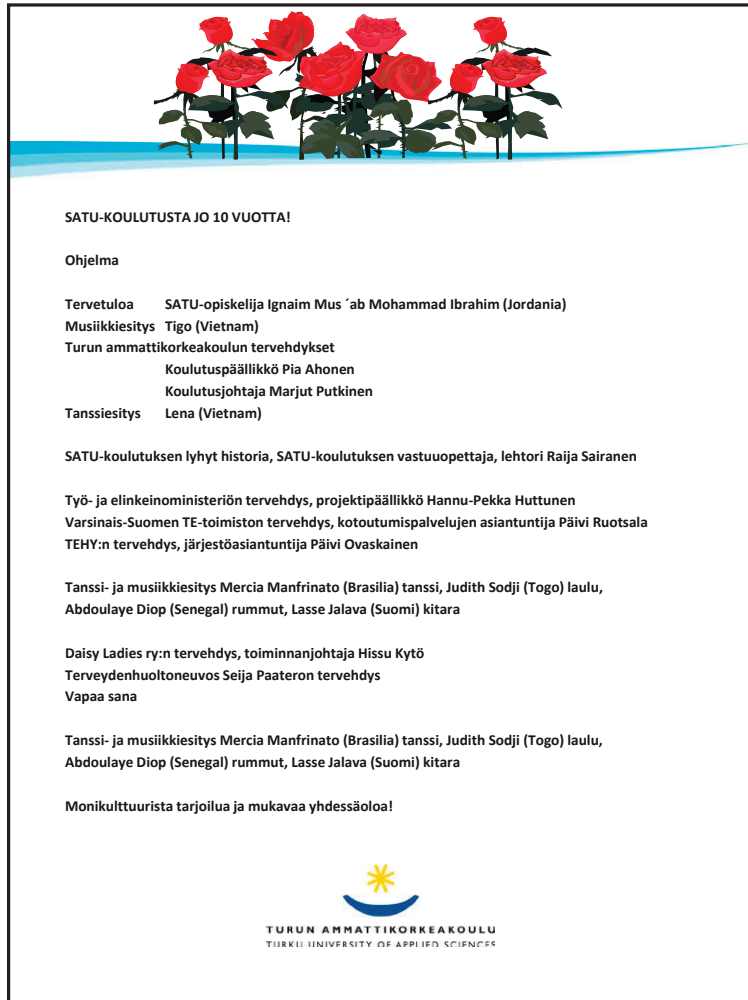 SATU-KOULUTUSTA JO 10 VUOTTA!
Ohjelma
Tervetuloa SATU-opiskelija Ignaim Mus ´ab Mohammad Ibrahim (Jordania)
Musiikkiesitys Tigo (Vietnam)
Turun ammattikorkeakoulun tervehdykset
Koulutuspäällikkö Pia Ahonen
Koulutusjohtaja Marjut Putkinen
Tanssiesitys Lena (Vietnam)
SATU-koulutuksen lyhyt historia, SATU-koulutuksen vastuuopettaja, lehtori Raija Sairanen
Työ- ja elinkeinoministeriön tervehdys, projektipäällikkö Hannu-Pekka Huttunen
Varsinais-Suomen TE-toimiston tervehdys, kotoutumispalvelujen asiantuntija Päivi Ruotsala
TEHY:n tervehdys, järjestöasiantuntija Päivi Ovaskainen
Tanssi- ja musiikkiesitys Mercia Manfrinato (Brasilia) tanssi, Judith Sodji (Togo) laulu,
Abdoulaye Diop (Senegal) rummut, Lasse Jalava (Suomi) kitara
Daisy Ladies ry:n tervehdys, toiminnanjohtaja Hissu Kytö
Terveydenhuoltoneuvos Seija Paateron tervehdys
Vapaa sana
Tanssi- ja musiikkiesitys Mercia Manfrinato (Brasilia) tanssi, Judith Sodji (Togo) laulu,
Abdoulaye Diop (Senegal) rummut, Lasse Jalava (Suomi) kitara
Monikulttuurista tarjoilua ja mukavaa yhdessäoloa!
TURUN AMMATTIKORKEAKOULU
TURKU UNIVERSITY OF APPLIED SCIENCES